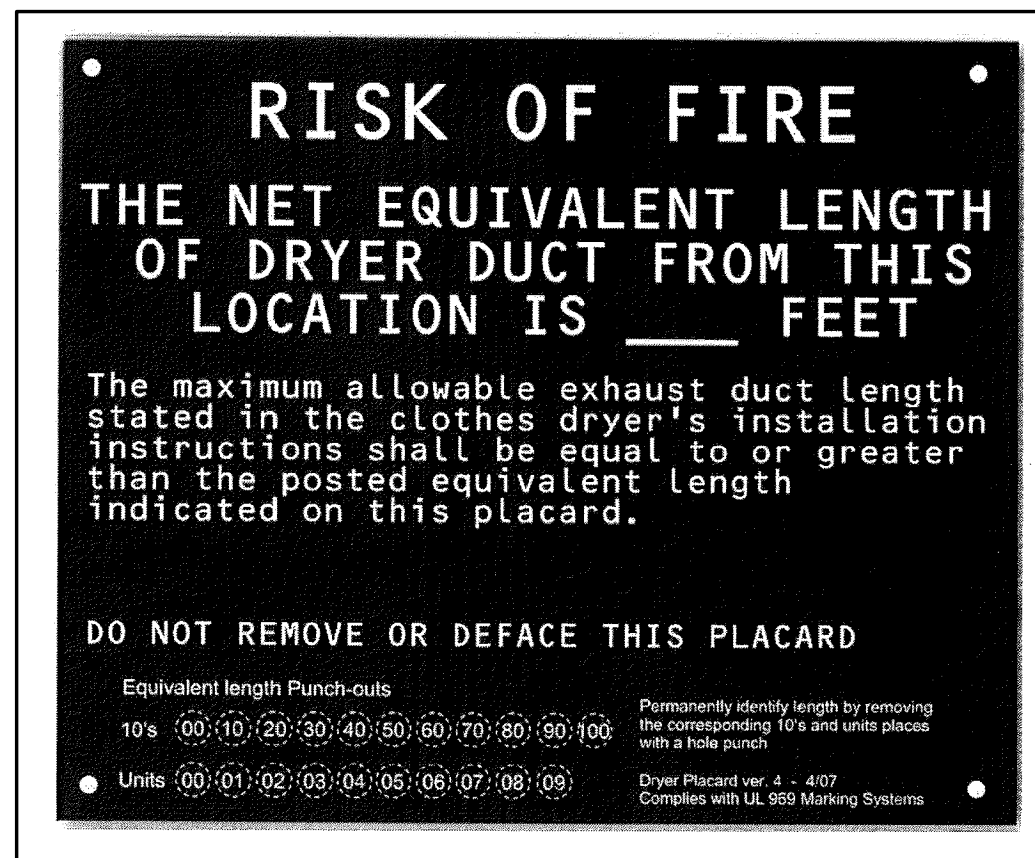 RISK OF FIRE
THE NET EQUIVALENT LENGTH
OF DRYER DUCT FROM THIS
LOCATION IS ___ FEET
The maximum allowable exhaust duct length
stated in the clothes dryer's installation
instructions shall be equal to or greater
than the posted equivalent length
indicated on this placard.
DO NOT REMOVE OR DEFACE THIS PLACARD
Equivalent length Punch-outs
10's 00 10 20 30 40 50 60 70 80 90 100
Units 00 01 02 03 04 05 06 07 08 09
Permanently identify length by removing
the corresponding 10's and units places
with a hole punch
Dryer Placard ver. 4 - 4/07
Complies with UL 969 Marking Systems